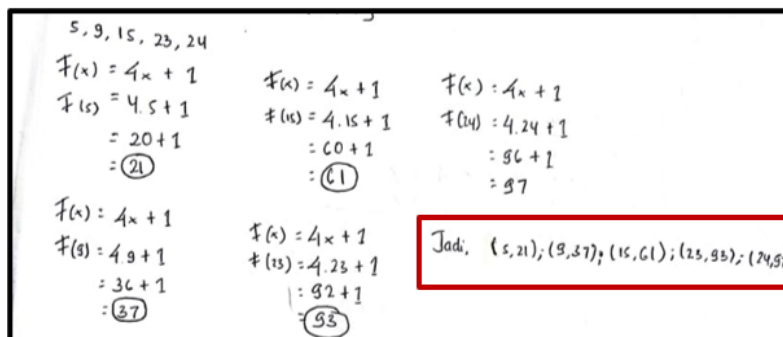 5, 9, 15, 23, 24
F(x) = 4x + 1
F(5) = 4.5 + 1
= 20 + 1
= 21
F(x) = 4x + 1
F(15) = 4.15 + 1
: 60 + 1
: 61
F(x) : 4x + 1
F(24) : 4.24 + 1
: 96 + 1
: 97
F(x) : 4x + 1
F(9) : 4.9 + 1
: 36 + 1
: 37
F(x) = 4x + 1
F(23) = 4.23 + 1
: 92 + 1
= 93
Jadi, (5,21); (9,37); (15,61); (23,93); (24,9